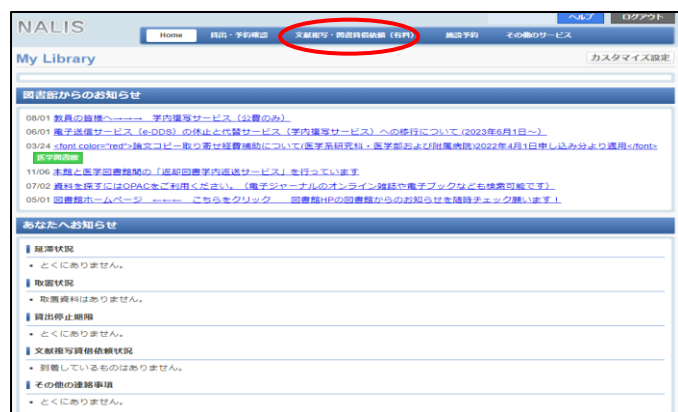 NALIS
ヘルプ ログアウト
Home 貸出・予約確認 文献複写・図書貸借依頼（有料） 施設予約 その他のサービス
My Library カスタマイズ設定
図書館からのお知らせ
08/01 教員の皆様へ→→→ 学内複写サービス（公費のみ）
06/01 電子送信サービス（e-DDS）の休止と代替サービス（学内複写サービス）への移行について (2023年6月1日～)
03/24 <font color="red">論文コピー取り寄せ経費補助について(医学系研究科・医学部および附属病院)2022年4月1日申し込み分より適用</font>
医学図書館
11/06 本館と医学図書館間の「返却図書学内返送サービス」を行っています
07/02 資料を探すにはOPACをご利用ください。（電子ジャーナルのオンライン雑誌や電子ブックなども検索可能です）
05/01 図書館ホームページ ←←← こちらをクリック 図書館HPの図書館からのお知らせを随時チェック願います！
あなたへお知らせ
延滞状況
• とくにありません。
取置状況
• 取置資料はありません。
貸出停止期限
• とくにありません。
文献複写貸借依頼状況
• 到着しているものはありません。
その他の連絡事項
• とくにありません。